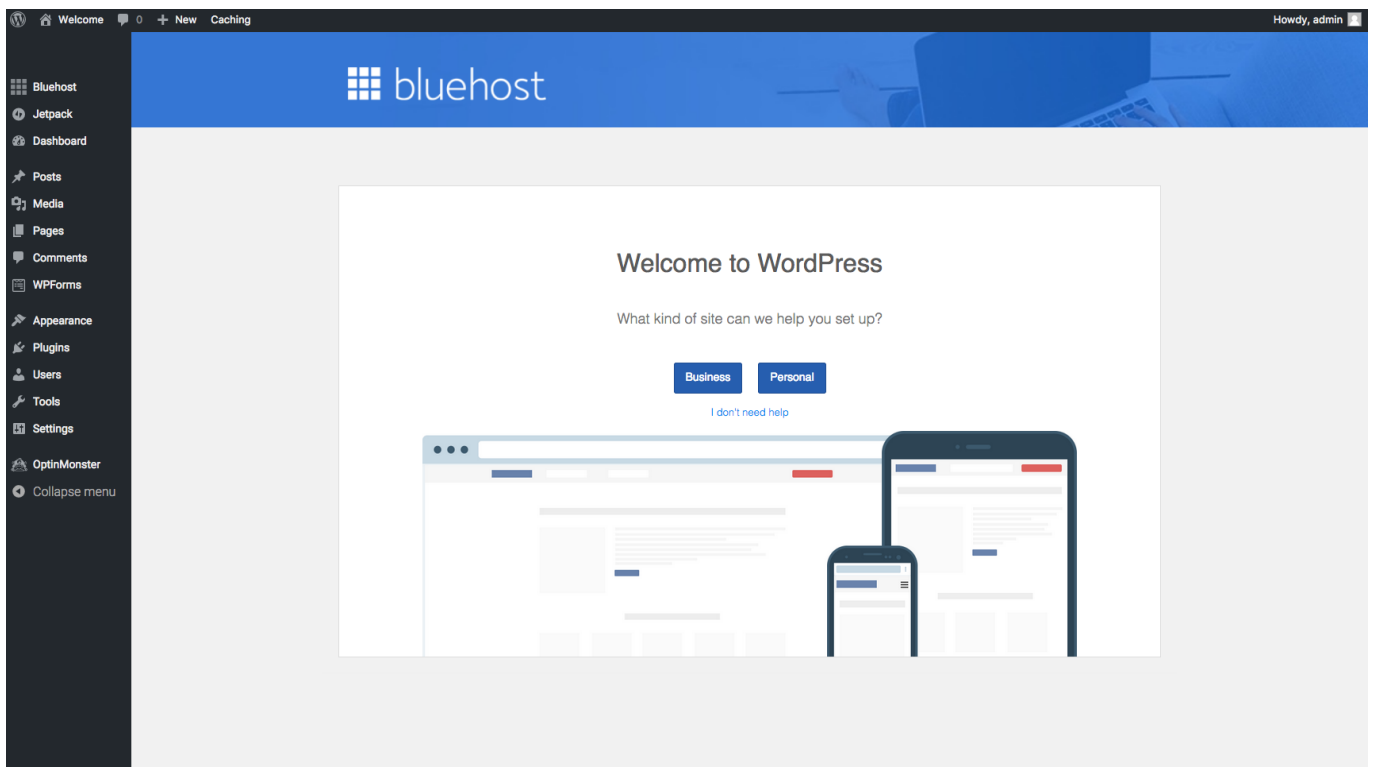 Welcome 0 New Caching Howdy, admin
bluehost
Bluehost
Jetpack
Dashboard
Posts
Media
Pages
Comments
WPForms
Appearance
Plugins
Users
Tools
Settings
OptinMonster
Collapse menu
Welcome to WordPress
What kind of site can we help you set up?
Business Personal
I don't need help